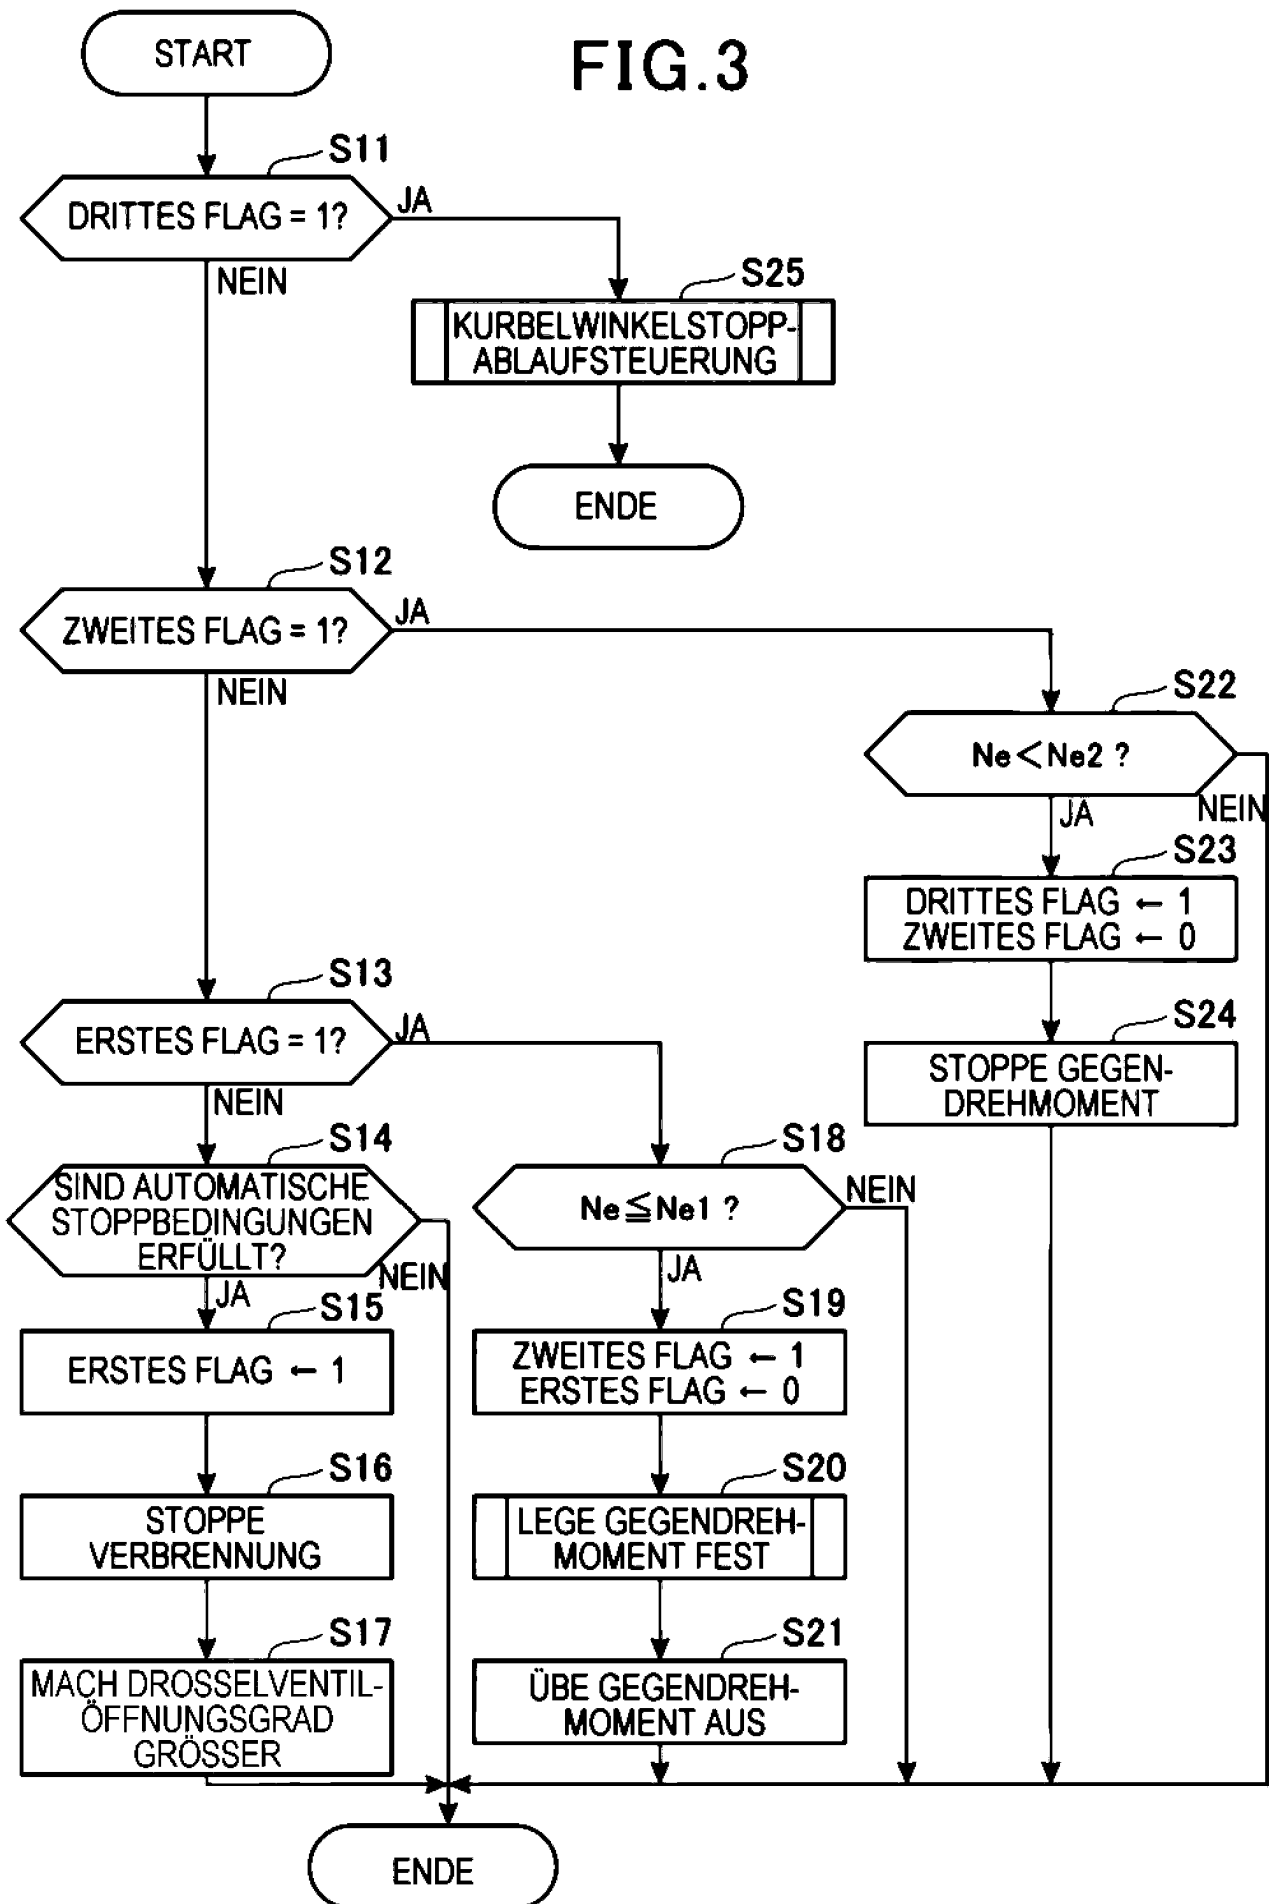 START
FIG.3
S11
DRITTES FLAG = 1?
JA
NEIN
S25
KURBELWINKELSTOPP-
ABLAUFSTEUERUNG
ENDE
S12
ZWEITES FLAG = 1?
JA
NEIN
S22
Ne<Ne2 ?
JA
NEIN
S23
DRITTES FLAG ← 1
ZWEITES FLAG ← 0
S24
STOPPE GEGEN-
DREHMOMENT
S13
ERSTES FLAG = 1?
JA
NEIN
S14
SIND AUTOMATISCHE
STOPPBEDINGUNGEN
ERFÜLLT?
NEIN
JA
S15
ERSTES FLAG ← 1
S16
STOPPE
VERBRENNUNG
S17
MACH DROSSELVENTIL-
ÖFFNUNGSGRAD
GRÖSSER
S18
Ne≦Ne1 ?
NEIN
JA
S19
ZWEITES FLAG ← 1
ERSTES FLAG ← 0
S20
LEGE GEGENDREH-
MOMENT FEST
S21
ÜBE GEGENDREH-
MOMENT AUS
ENDE